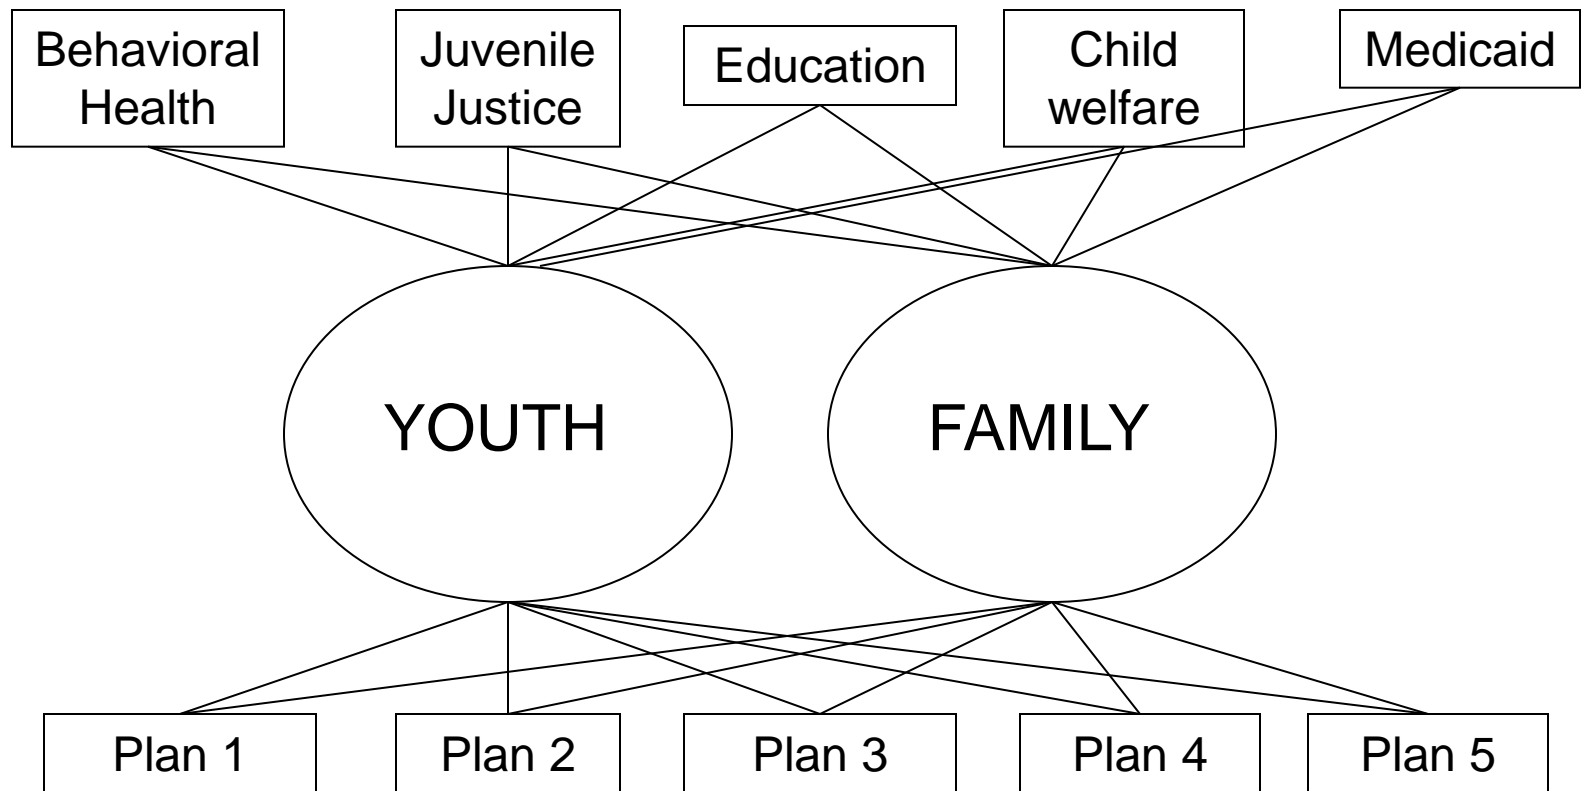 Behavioral
Health
Juvenile
Justice
Education
Child
welfare
Medicaid
YOUTH
FAMILY
Plan 1
Plan 2
Plan 3
Plan 4
Plan 5